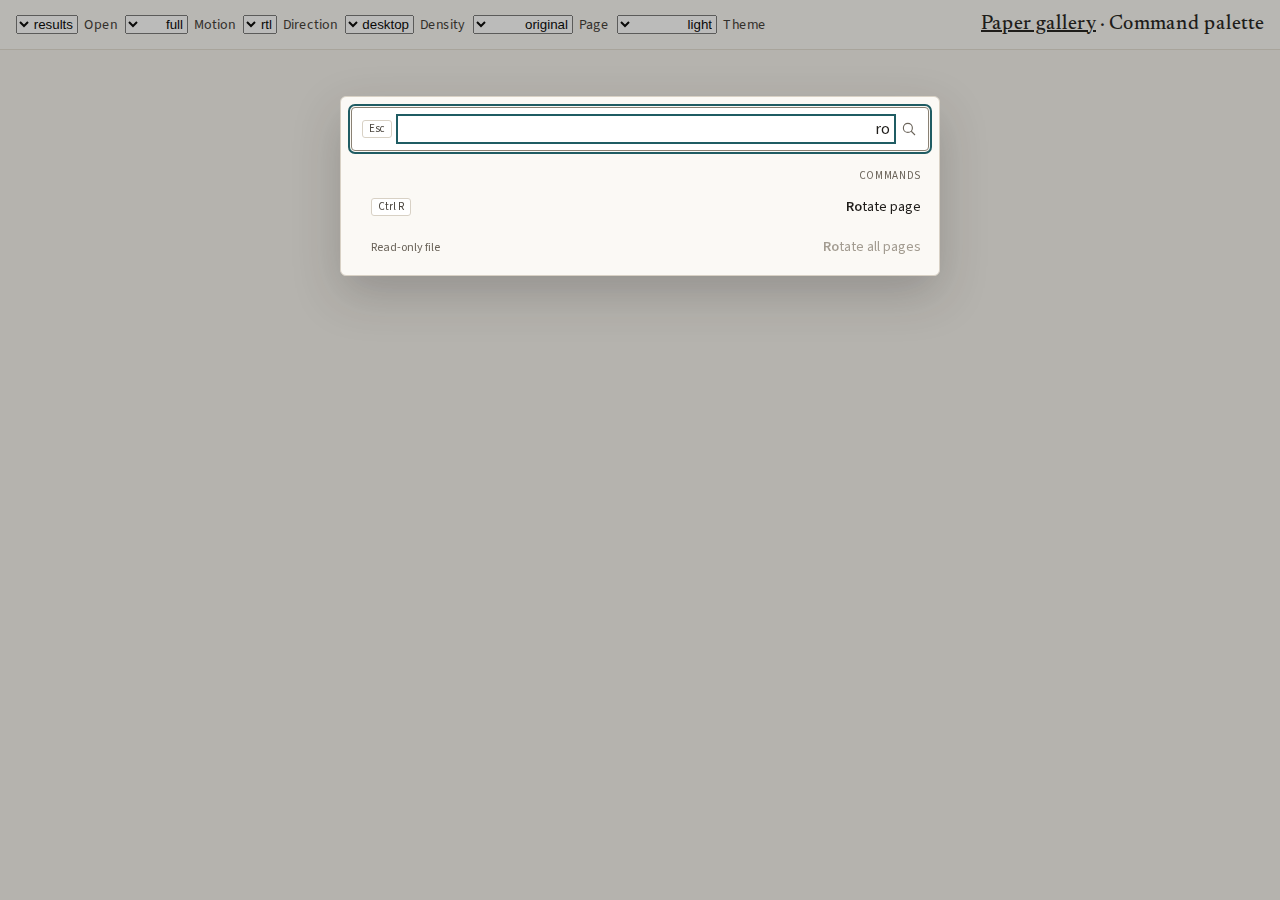 Paper gallery · Command palette
Theme light Page original Density desktop Direction rtl Motion full Open results
ro Esc
COMMANDS
Rotate page Ctrl R
Rotate all pages Read-only file